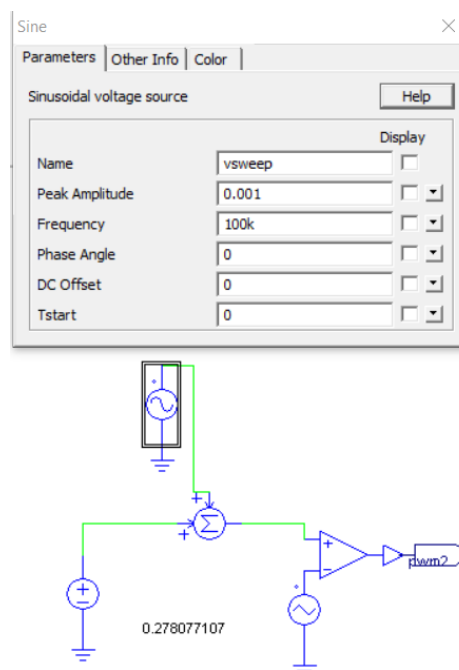 Sine
Parameters Other Info Color
Sinusoidal voltage source Help
Display
Name vsweep
Peak Amplitude 0.001
Frequency 100k
Phase Angle 0
DC Offset 0
Tstart 0
pwm2
0.278077107